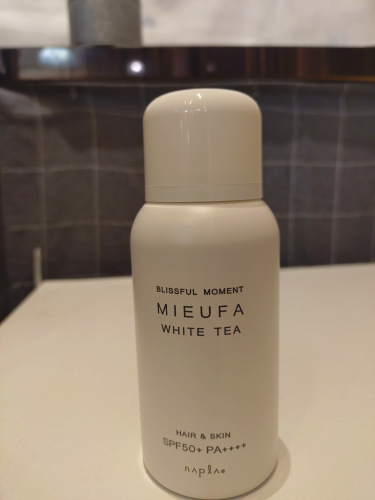 BLISSFUL MOMENT
MIEUFA
WHITE TEA
HAIR & SKIN
SPF50+ PA++++
napla®